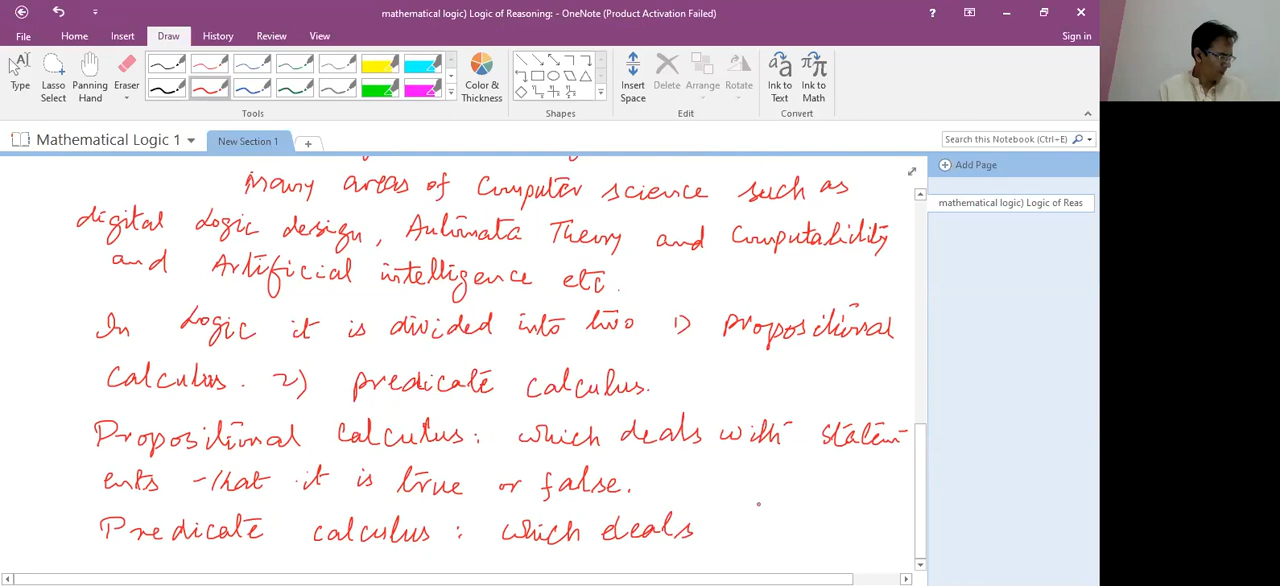 mathematical logic) Logic of Reasoning: - OneNote (Product Activation Failed)
File Home Insert Draw History Review View Sign in
Type Lasso Select Panning Hand Eraser Color & Thickness Insert Space Delete Arrange Rotate Ink to Text Ink to Math
Tools Shapes Edit Convert
Mathematical Logic 1 New Section 1 Search this Notebook (Ctrl+E)
Add Page
mathematical logic) Logic of Reas
Many areas of Computer science such as
digital Logic design, Automata Theory and Computability
and Artificial intelligence etc.
In Logic it is divided into two 1) propositional
calculus. 2) predicate calculus.
Propositional calculus: which deals with statem-
ents that it is true or false.
Predicate calculus: which deals